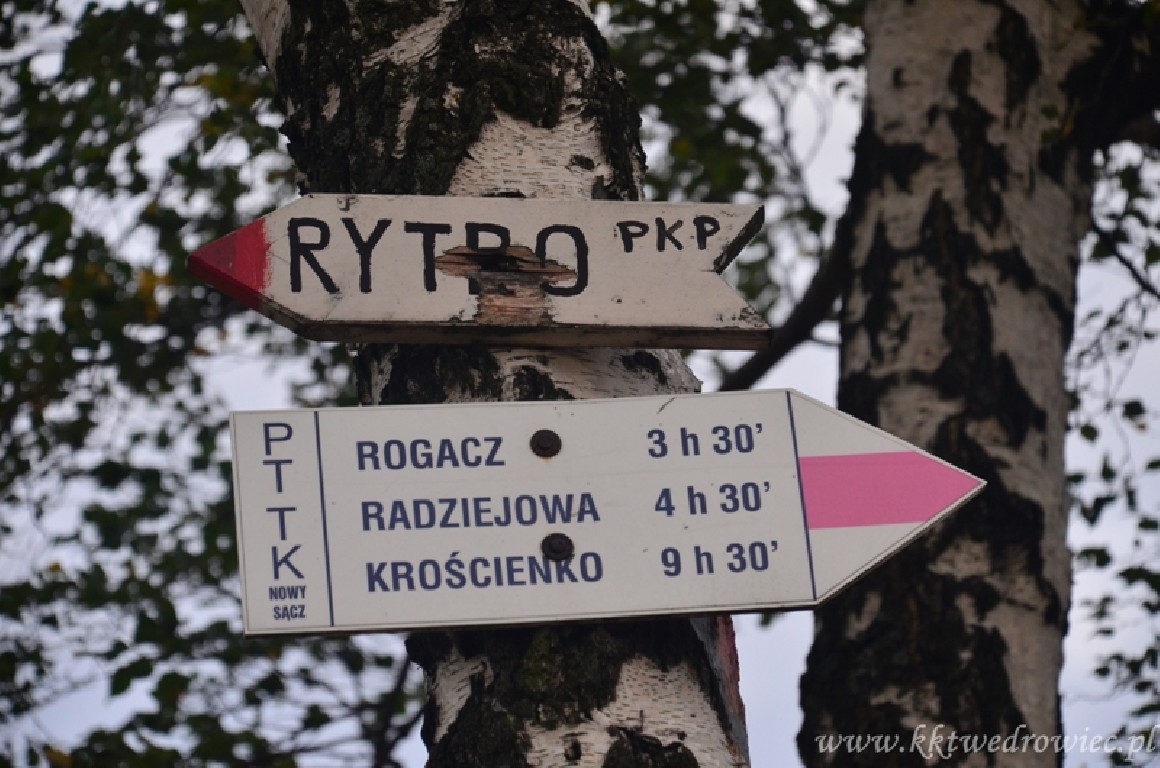 RYTRO PKP
PTTK
NOWY
SĄCZ
ROGACZ 3 h 30'
RADZIEJOWA 4 h 30'
KROŚCIENKO 9 h 30'
www.kktwedrowiec.pl